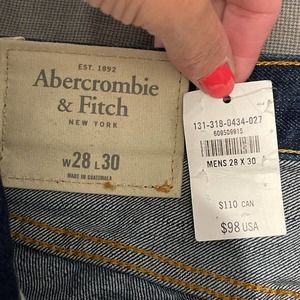 EST. 1892
Abercrombie
& Fitch
NEW YORK
W28 L30
MADE IN GUATEMALA
131-318-0434-027
609509915
MENS 28 X 30
$110 CAN
$98 USA